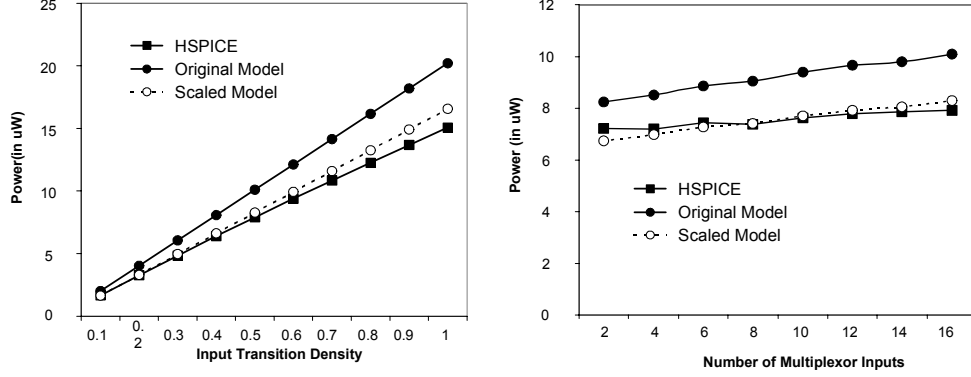 25
20
15
10
5
0
Power(in uW)
HSPICE
Original Model
Scaled Model
0.1 0.2 0.3 0.4 0.5 0.6 0.7 0.8 0.9 1
Input Transition Density
12
10
8
6
4
2
0
Power (in uW)
HSPICE
Original Model
Scaled Model
2 4 6 8 10 12 14 16
Number of Multiplexor Inputs